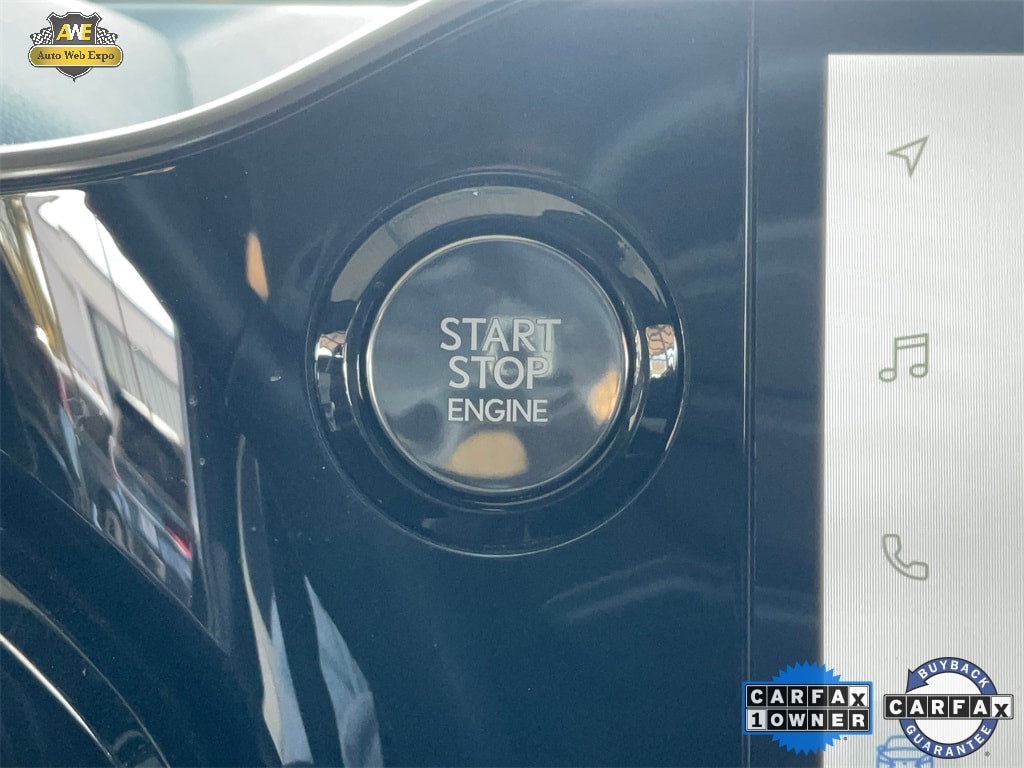 AWE
Auto Web Expo
START
STOP
ENGINE
CARFAX
1 OWNER
BUYBACK
CARFAX
GUARANTEE